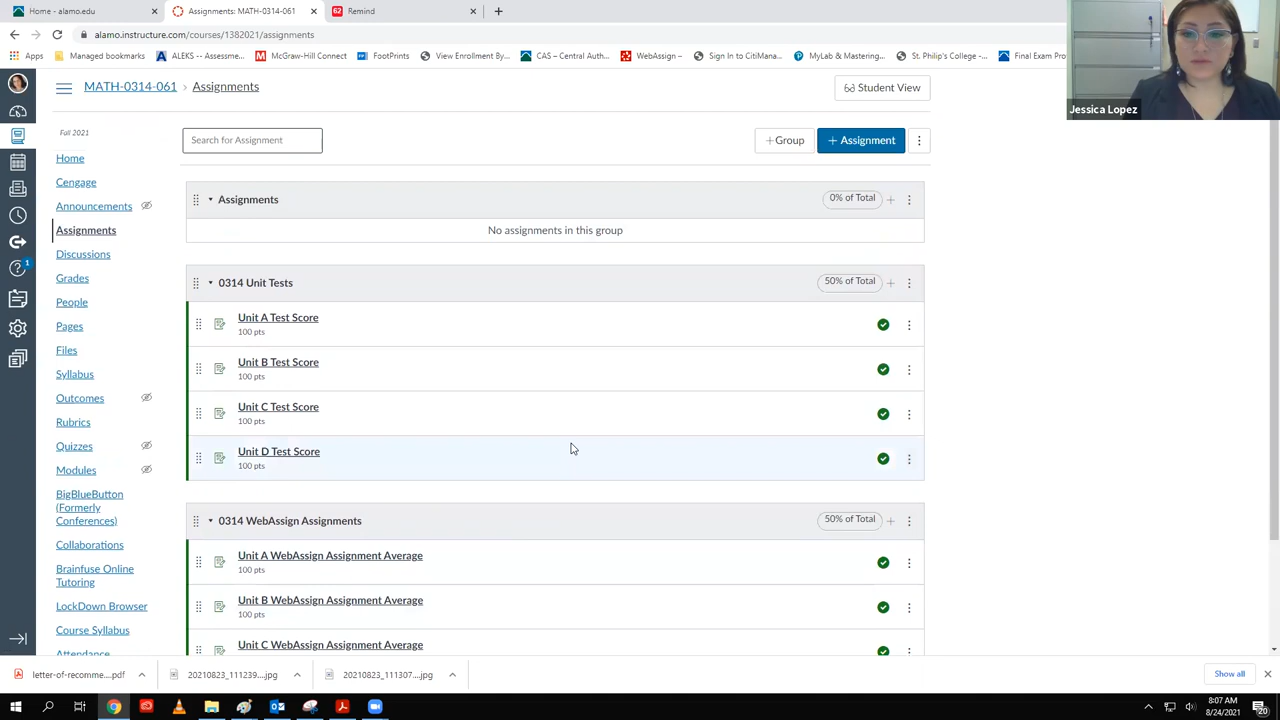 Home - alamo.edu
Assignments: MATH-0314-061
62
Remind
alamo.instructure.com/courses/1382021/assignments
Apps
Managed bookmarks
ALEKS -- Assessme...
McGraw-Hill Connect
FootPrints
View Enrollment By...
CAS – Central Auth...
WebAssign –
Sign In to CitiMana...
MyLab & Mastering...
St. Philip's College -...
Final Exam Pro
Jessica Lopez
MATH-0314-061 > Assignments
Student View
Fall 2021
Search for Assignment
+Group
+ Assignment
Home
Cengage
Announcements
Assignments
Discussions
Grades
People
Pages
Files
Syllabus
Outcomes
Rubrics
Quizzes
Modules
BigBlueButton
(Formerly
Conferences)
Collaborations
Brainfuse Online
Tutoring
LockDown Browser
Course Syllabus
Attendance
1
Assignments
0% of Total
No assignments in this group
0314 Unit Tests
50% of Total
Unit A Test Score
100 pts
Unit B Test Score
100 pts
Unit C Test Score
100 pts
Unit D Test Score
100 pts
0314 WebAssign Assignments
50% of Total
Unit A WebAssign Assignment Average
100 pts
Unit B WebAssign Assignment Average
100 pts
Unit C WebAssign Assignment Average
letter-of-recomme....pdf
20210823_111239....jpg
20210823_111307....jpg
Show all
8:07 AM
8/24/2021
20